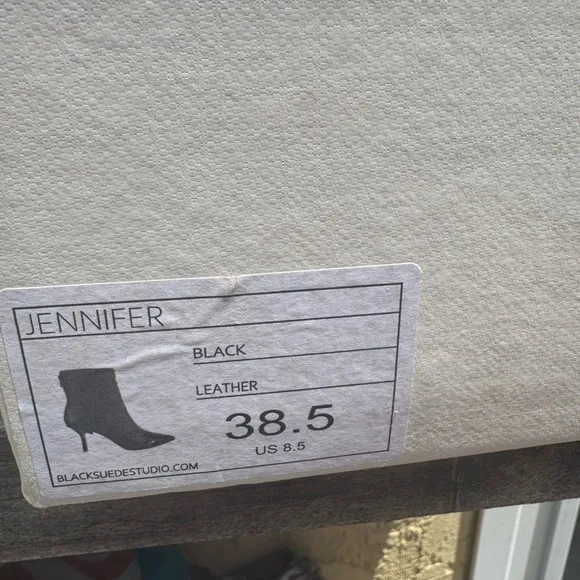 JENNIFER
BLACK
LEATHER
38.5
US 8.5
BLACKSUEDESTUDIO.COM